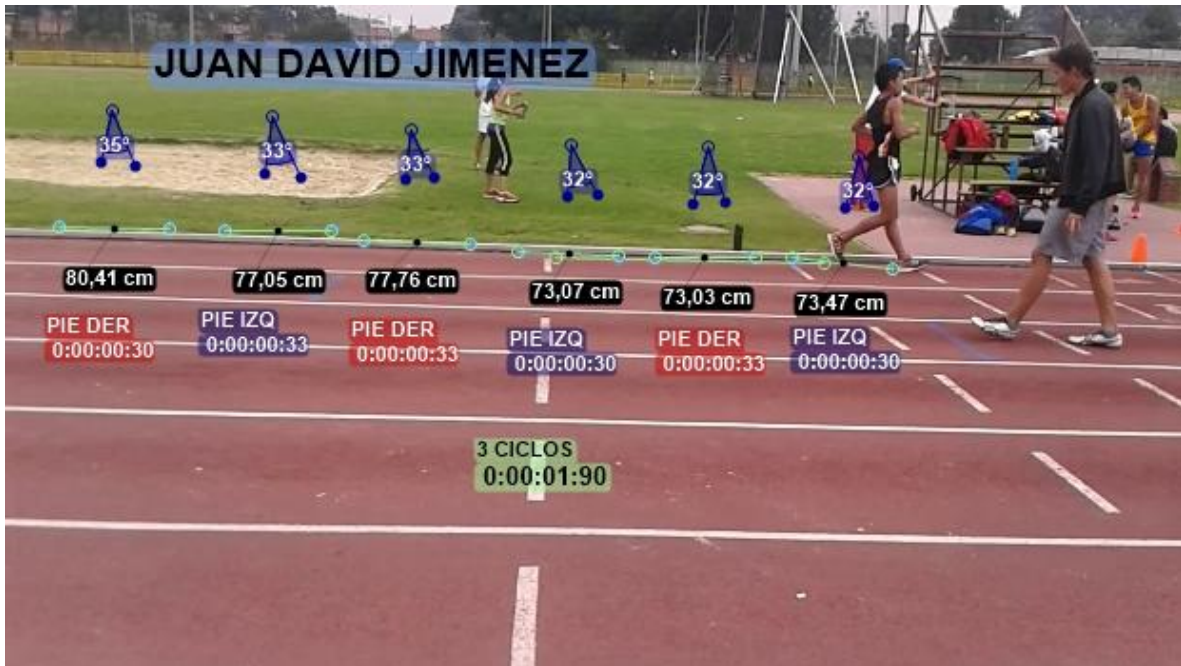 JUAN DAVID JIMENEZ
35°
33°
33°
32°
32°
32°
80,41 cm
77,05 cm
77,76 cm
73,07 cm
73,03 cm
73,47 cm
PIE DER
0:00:00:30
PIE IZQ
0:00:00:33
PIE DER
0:00:00:33
PIE IZQ
0:00:00:30
PIE DER
0:00:00:33
PIE IZQ
0:00:00:30
3 CICLOS
0:00:01:90